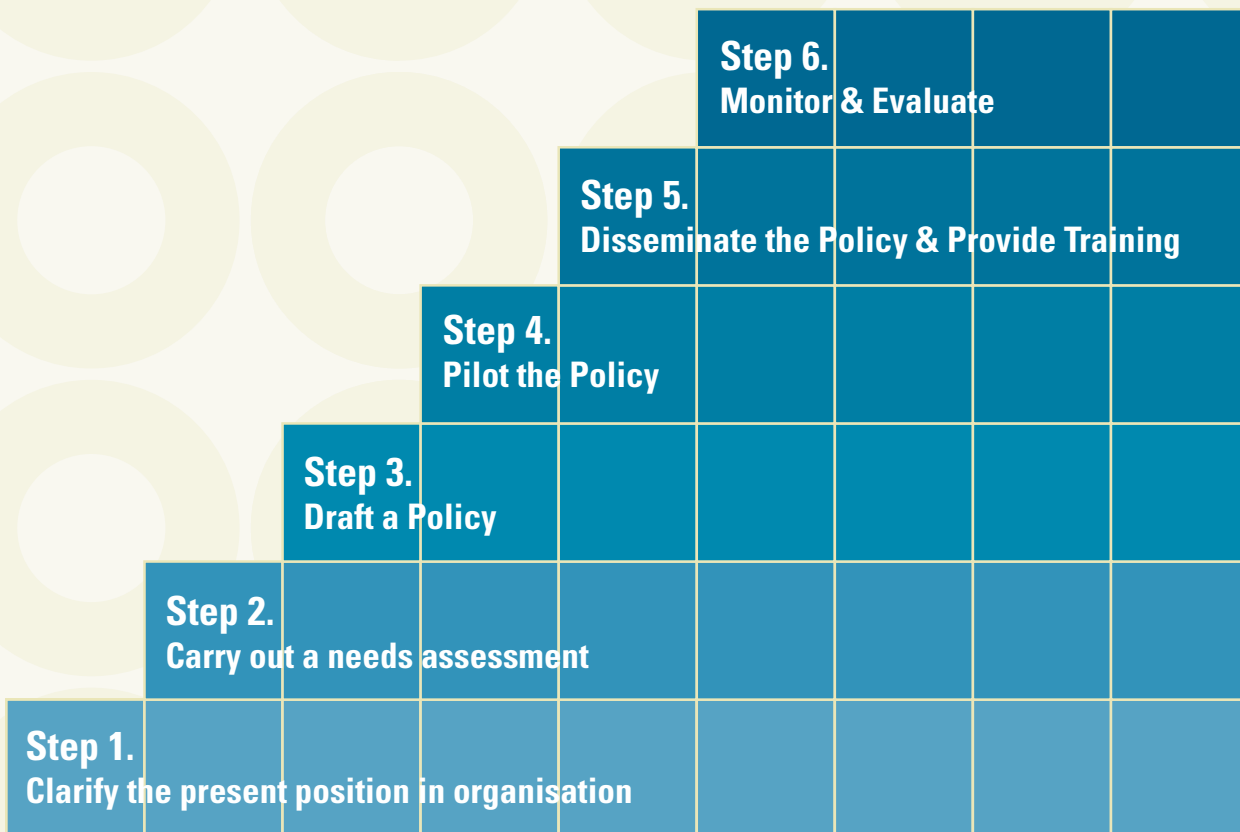 Step 6.
Monitor & Evaluate
Step 5.
Disseminate the Policy & Provide Training
Step 4.
Pilot the Policy
Step 3.
Draft a Policy
Step 2.
Carry out a needs assessment
Step 1.
Clarify the present position in organisation